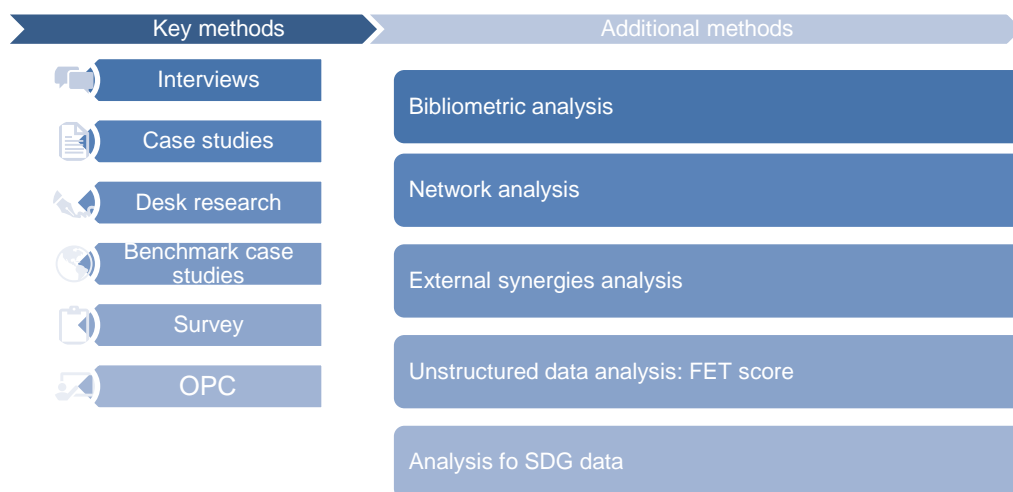 Key methods
Additional methods
Interviews
Case studies
Desk research
Benchmark case
studies
Survey
OPC
Bibliometric analysis
Network analysis
External synergies analysis
Unstructured data analysis: FET score
Analysis fo SDG data